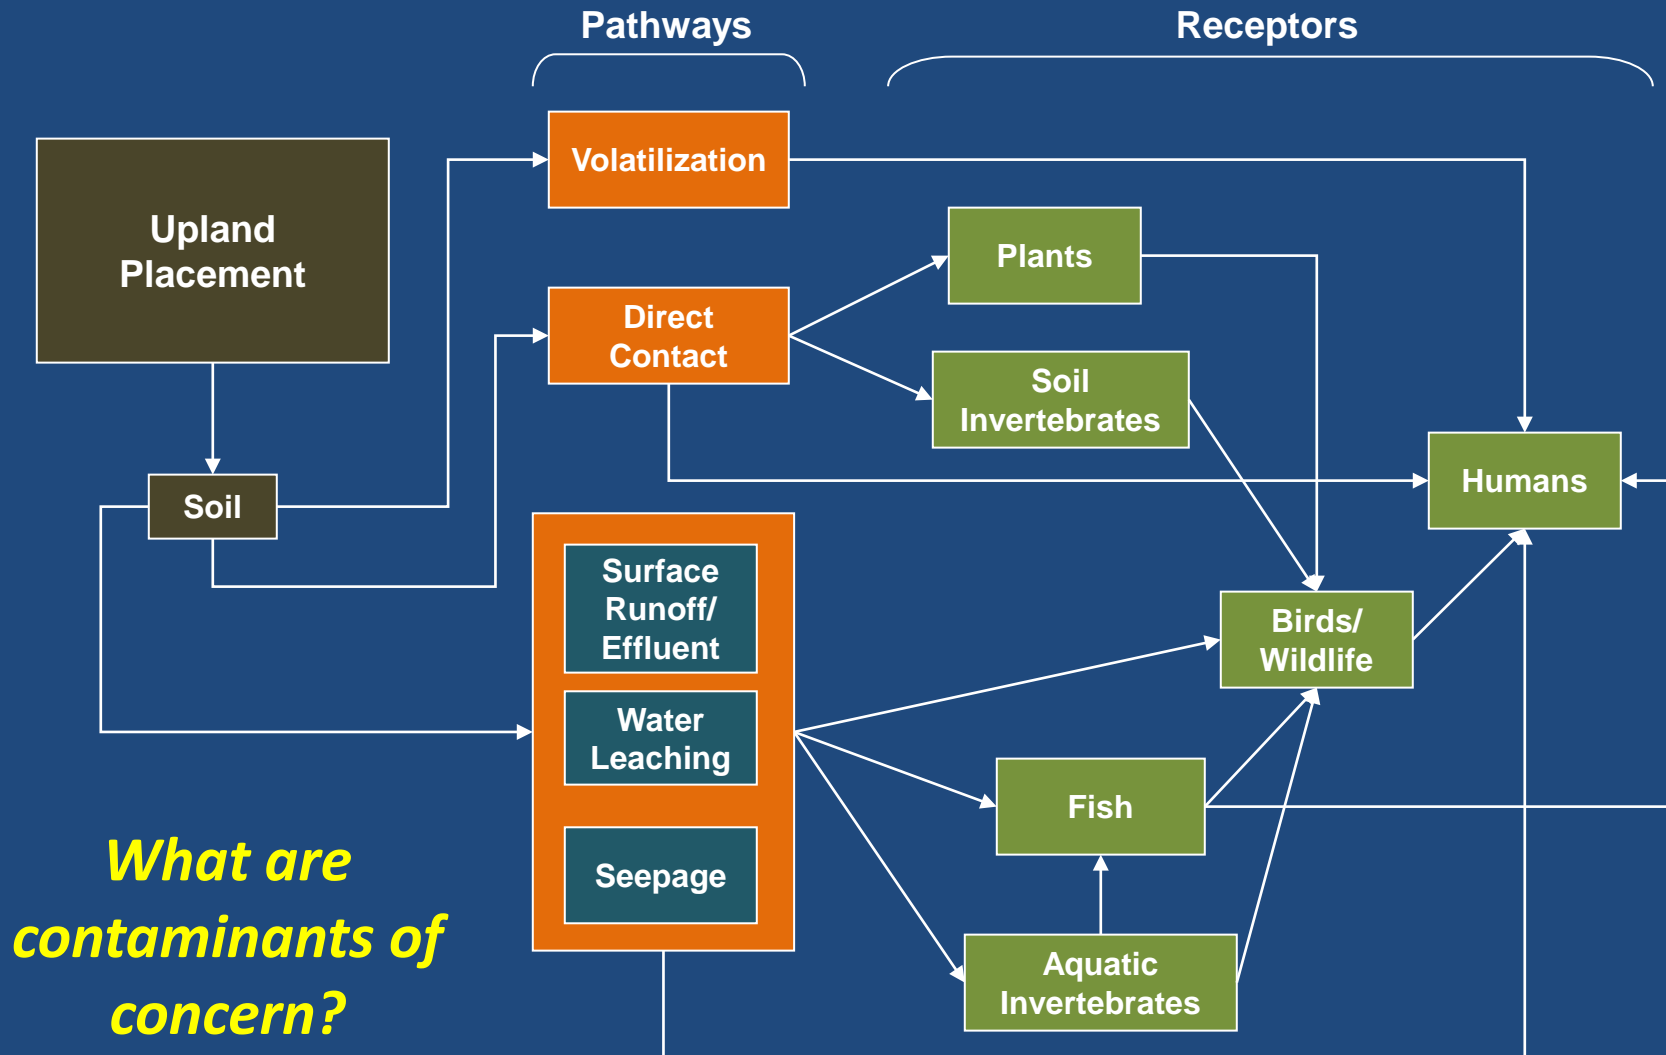 Pathways
Receptors
Upland
Placement
Soil
Volatilization
Direct
Contact
Surface
Runoff/
Effluent
Water
Leaching
Seepage
Plants
Soil
Invertebrates
Humans
Birds/
Wildlife
Fish
Aquatic
Invertebrates
What are
contaminants of
concern?